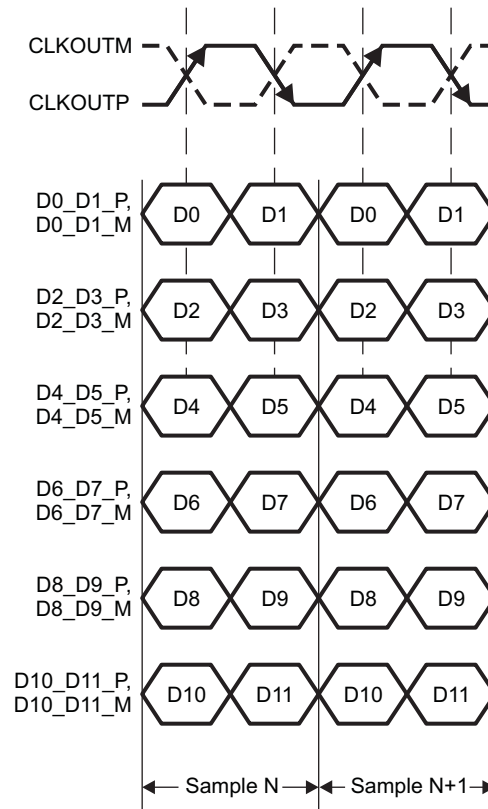 CLKOUTM
CLKOUTP
D0_D1_P,
D0_D1_M
D0 D1 D0 D1
D2_D3_P,
D2_D3_M
D2 D3 D2 D3
D4_D5_P,
D4_D5_M
D4 D5 D4 D5
D6_D7_P,
D6_D7_M
D6 D7 D6 D7
D8_D9_P,
D8_D9_M
D8 D9 D8 D9
D10_D11_P,
D10_D11_M
D10 D11 D10 D11
Sample N Sample N+1